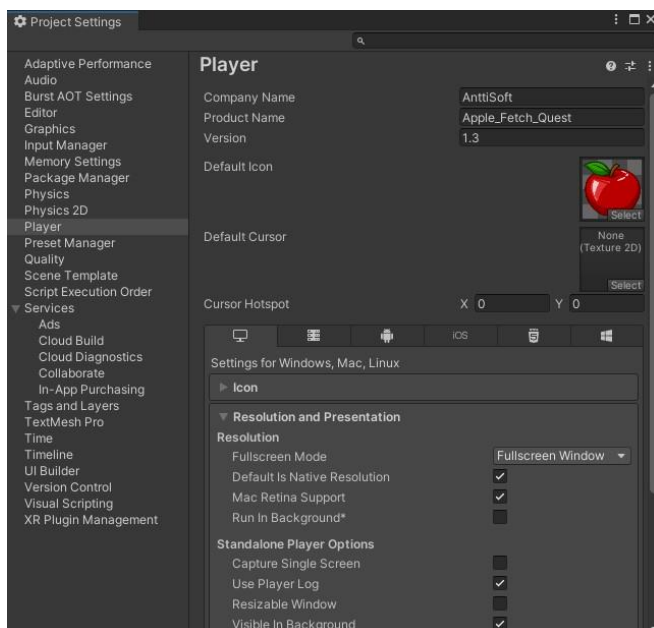 Project Settings
Adaptive Performance
Audio
Burst AOT Settings
Editor
Graphics
Input Manager
Memory Settings
Package Manager
Physics
Physics 2D
Player
Preset Manager
Quality
Scene Template
Script Execution Order
Services
Ads
Cloud Build
Cloud Diagnostics
Collaborate
In-App Purchasing
Tags and Layers
TextMesh Pro
Time
Timeline
UI Builder
Version Control
Visual Scripting
XR Plugin Management
Player
Company Name AnttiSoft
Product Name Apple_Fetch_Quest
Version 1.3
Default Icon
Select
Default Cursor
None
(Texture 2D)
Select
Cursor Hotspot X 0 Y 0
iOS
Settings for Windows, Mac, Linux
Icon
Resolution and Presentation
Resolution
Fullscreen Mode Fullscreen Window
Default Is Native Resolution
Mac Retina Support
Run In Background*
Standalone Player Options
Capture Single Screen
Use Player Log
Resizable Window
Visible In Background